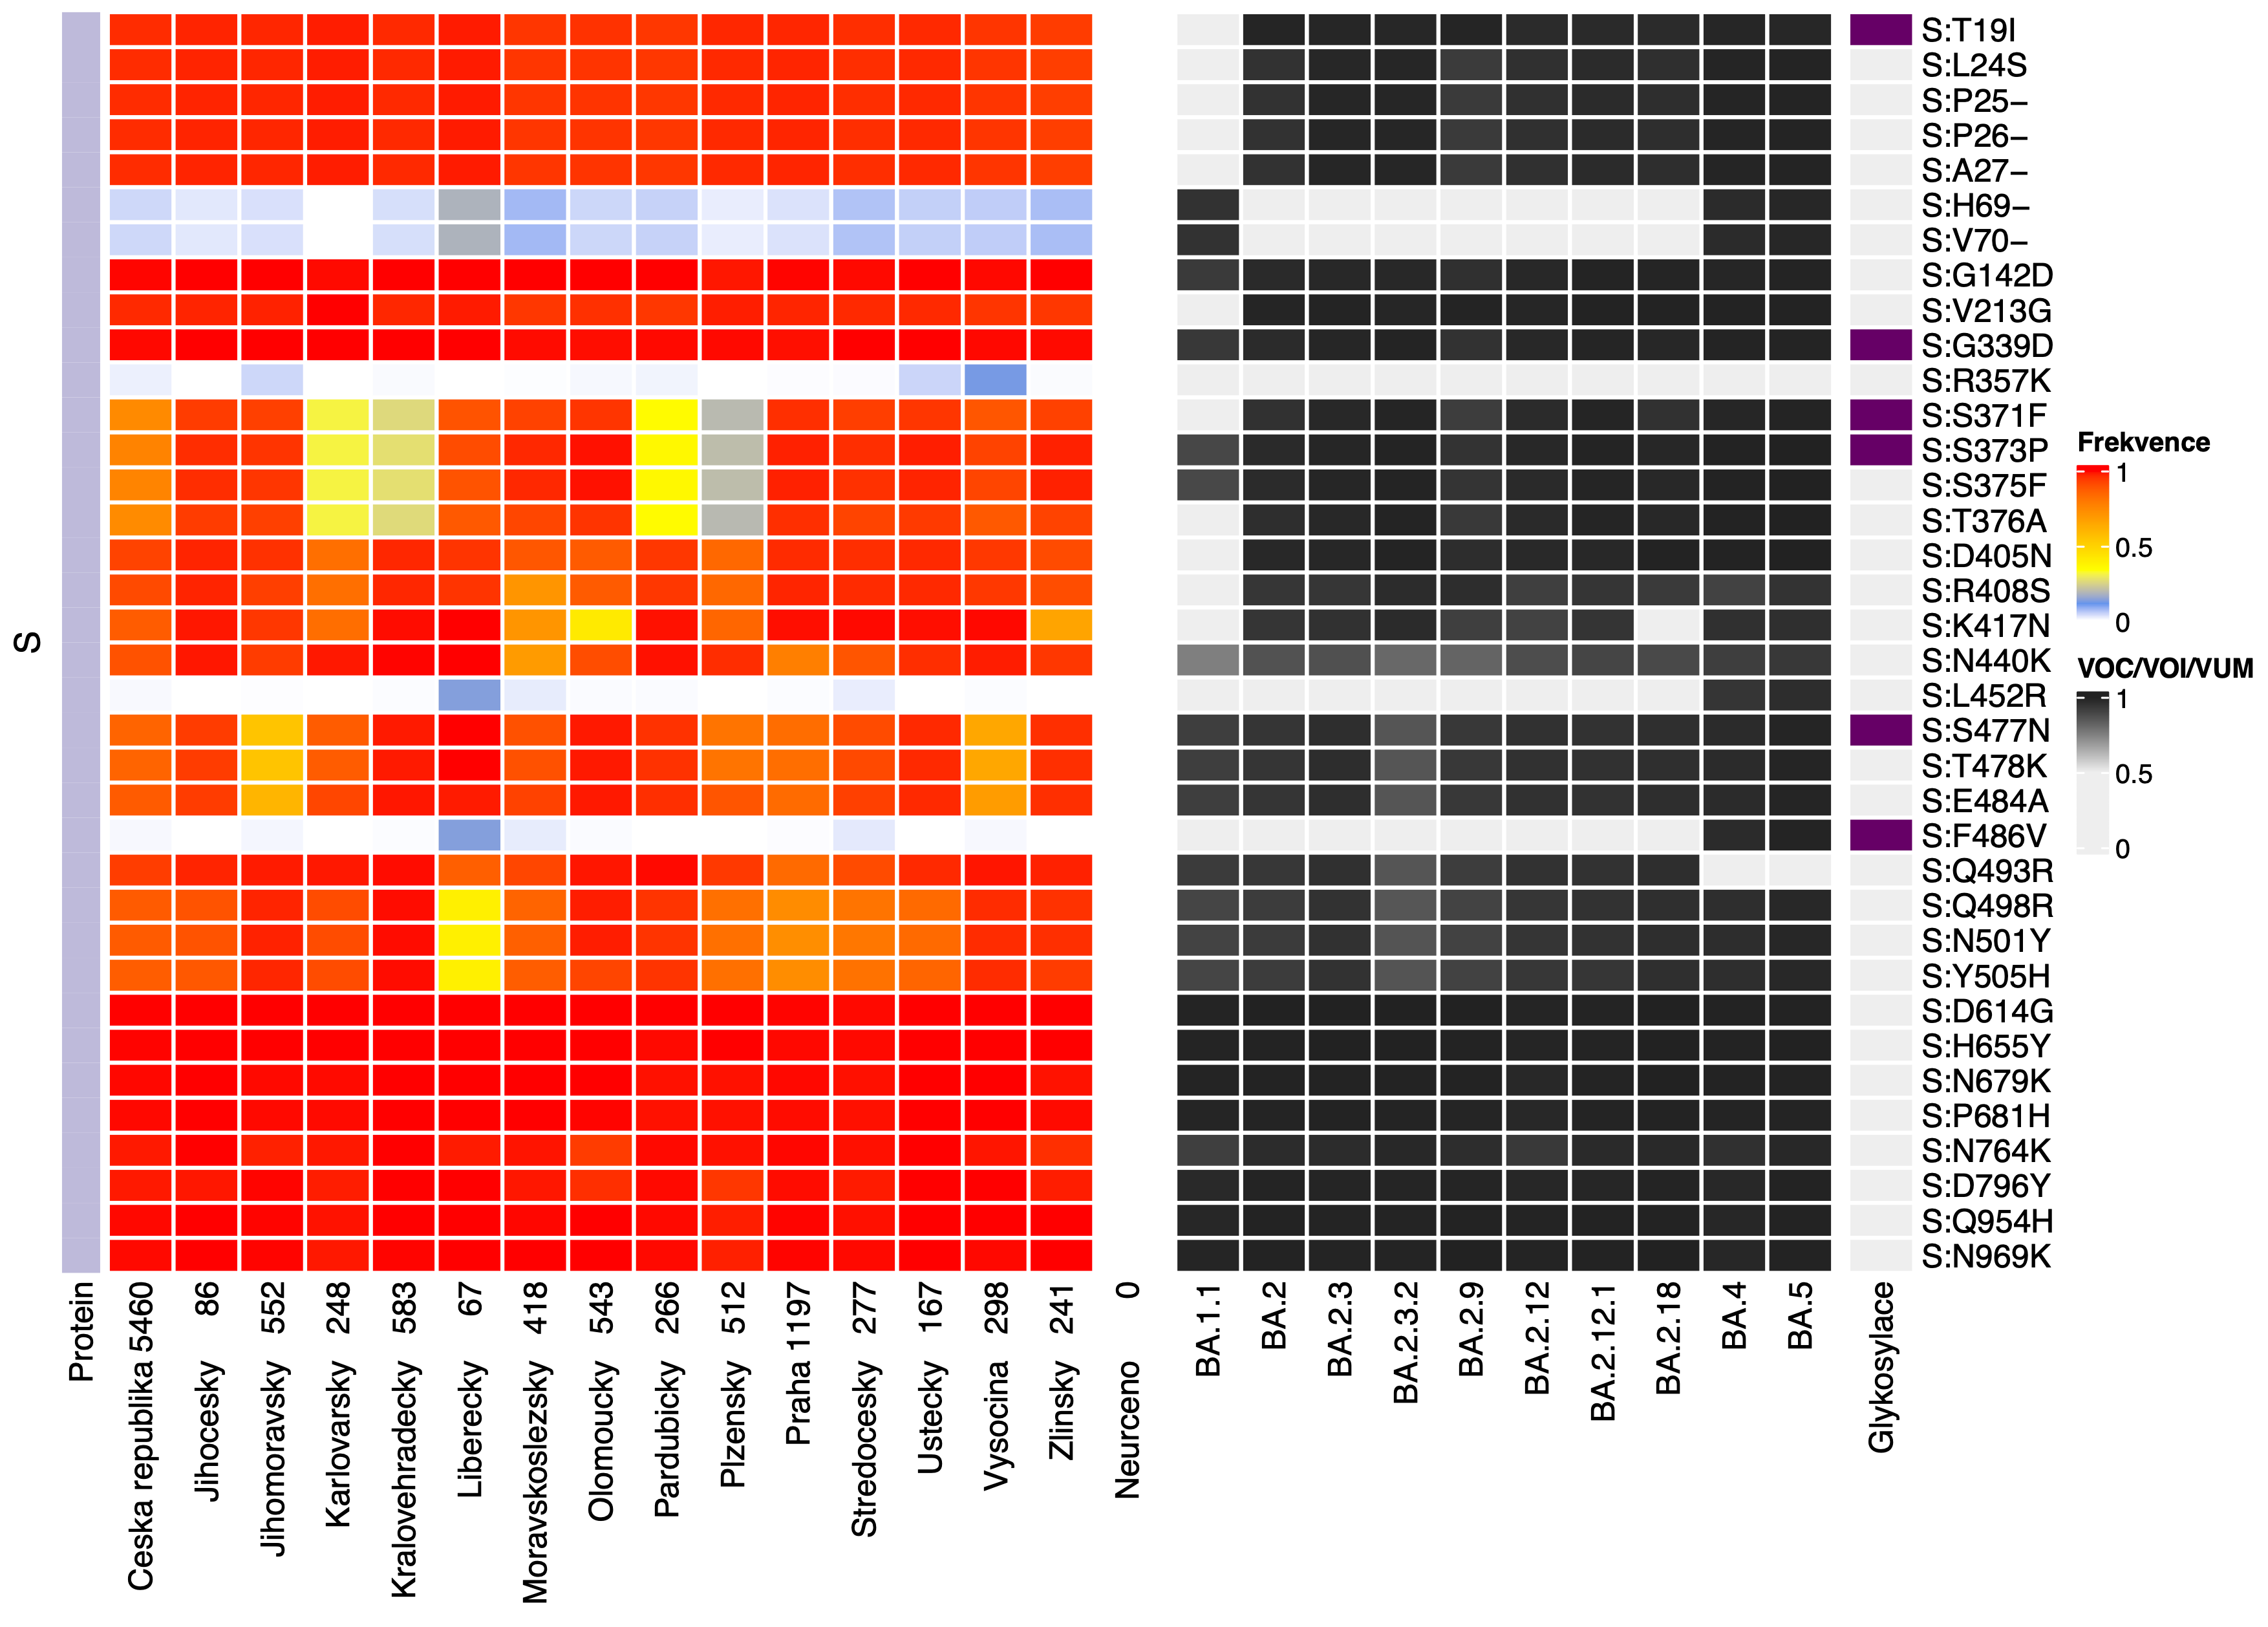 S
S:T19I
S:L24S
S:P25−
S:P26−
S:A27−
S:H69−
S:V70−
S:G142D
S:V213G
S:G339D
S:R357K
S:S371F
S:S373P
S:S375F
S:T376A
S:D405N
S:R408S
S:K417N
S:N440K
S:L452R
S:S477N
S:T478K
S:E484A
S:F486V
S:Q493R
S:Q498R
S:N501Y
S:Y505H
S:D614G
S:H655Y
S:N679K
S:P681H
S:N764K
S:D796Y
S:Q954H
S:N969K
Frekvence
1
0.5
0
VOC/VOI/VUM
1
0.5
0
Protein
Ceska republika 5460
Jihocesky 86
Jihomoravsky 552
Karlovarsky 248
Kralovehradecky 583
Liberecky 67
Moravskoslezsky 418
Olomoucky 543
Pardubicky 266
Plzensky 512
Praha 1197
Stredocesky 277
Ustecky 167
Vysocina 298
Zlinsky 241
Neurceno 0
BA.1.1
BA.2
BA.2.3
BA.2.3.2
BA.2.9
BA.2.12
BA.2.12.1
BA.2.18
BA.4
BA.5
Glykosylace